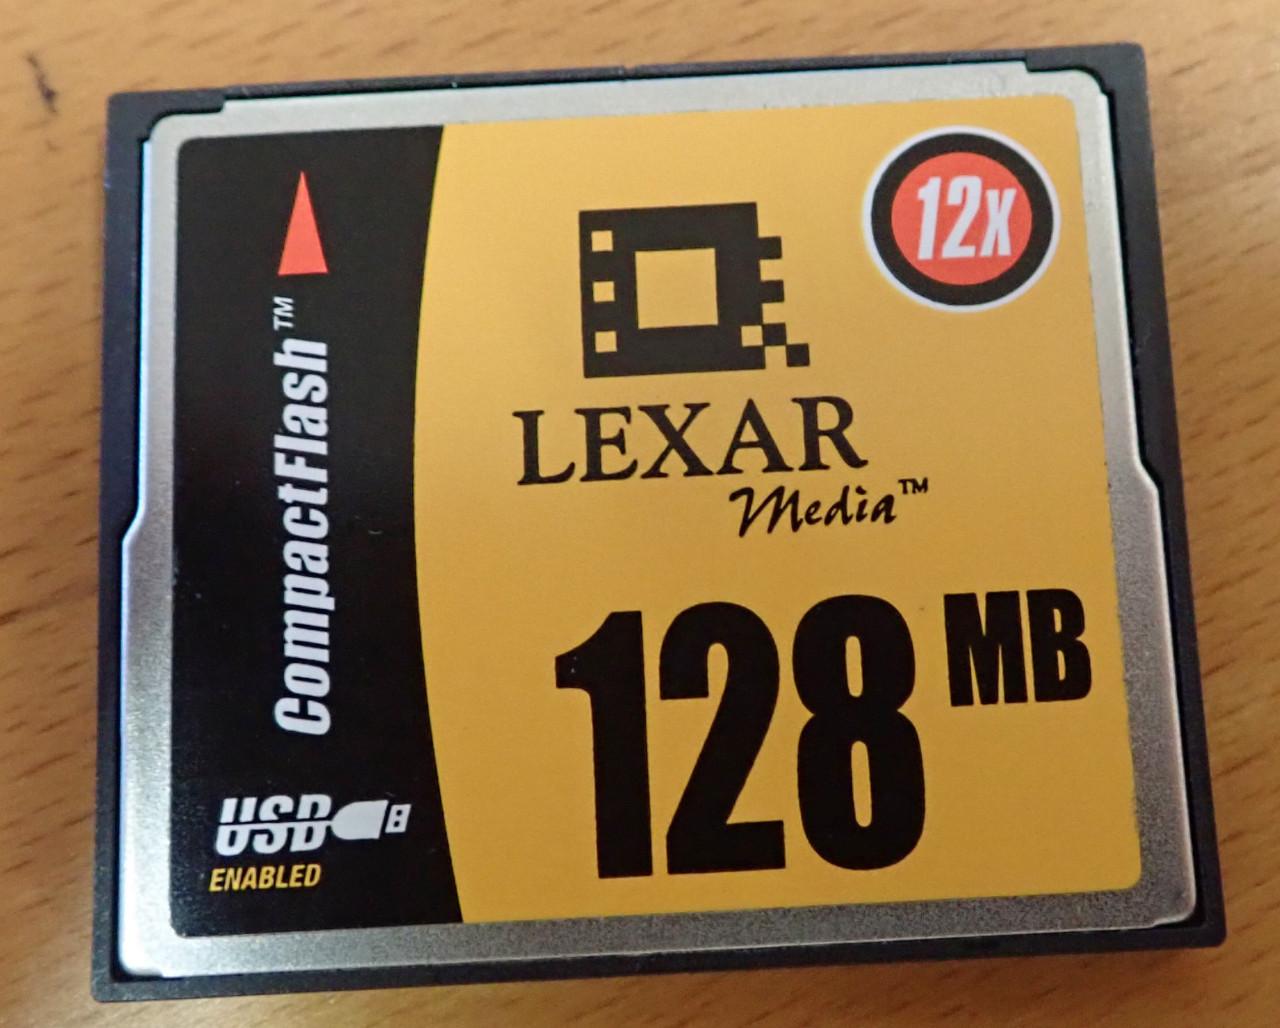 CompactFlash™
USB
ENABLED
12x
LEXAR
Media™
128 MB